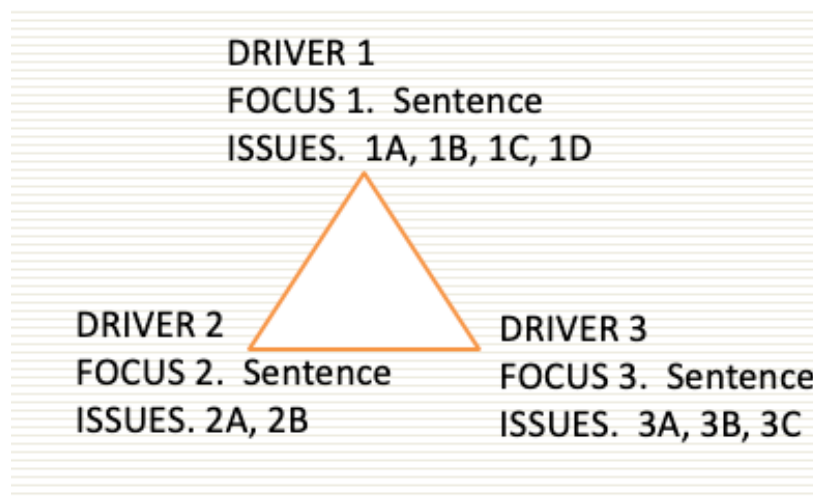 DRIVER 1
FOCUS 1.  Sentence
ISSUES.  1A, 1B, 1C, 1D
DRIVER 2
FOCUS 2.  Sentence
ISSUES. 2A, 2B
DRIVER 3
FOCUS 3.  Sentence
ISSUES.  3A, 3B, 3C